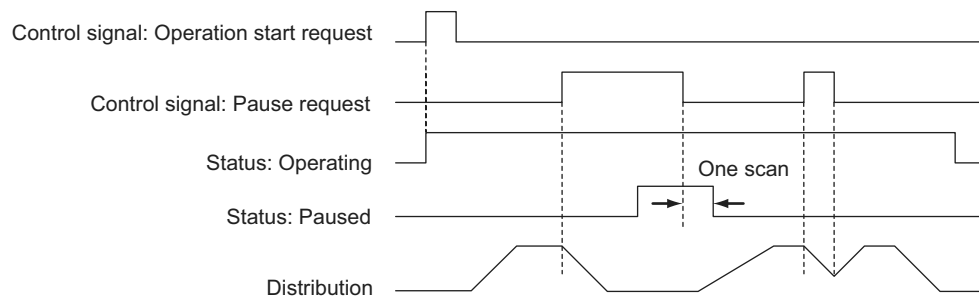 Control signal: Operation start request
Control signal: Pause request
Status: Operating
One scan
Status: Paused
Distribution